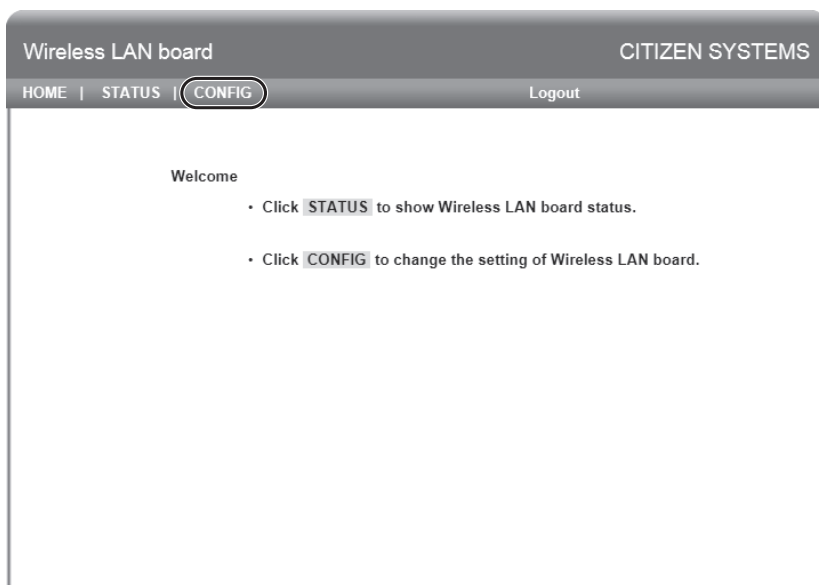 Wireless LAN board CITIZEN SYSTEMS
HOME | STATUS | CONFIG Logout
Welcome
• Click STATUS to show Wireless LAN board status.
• Click CONFIG to change the setting of Wireless LAN board.